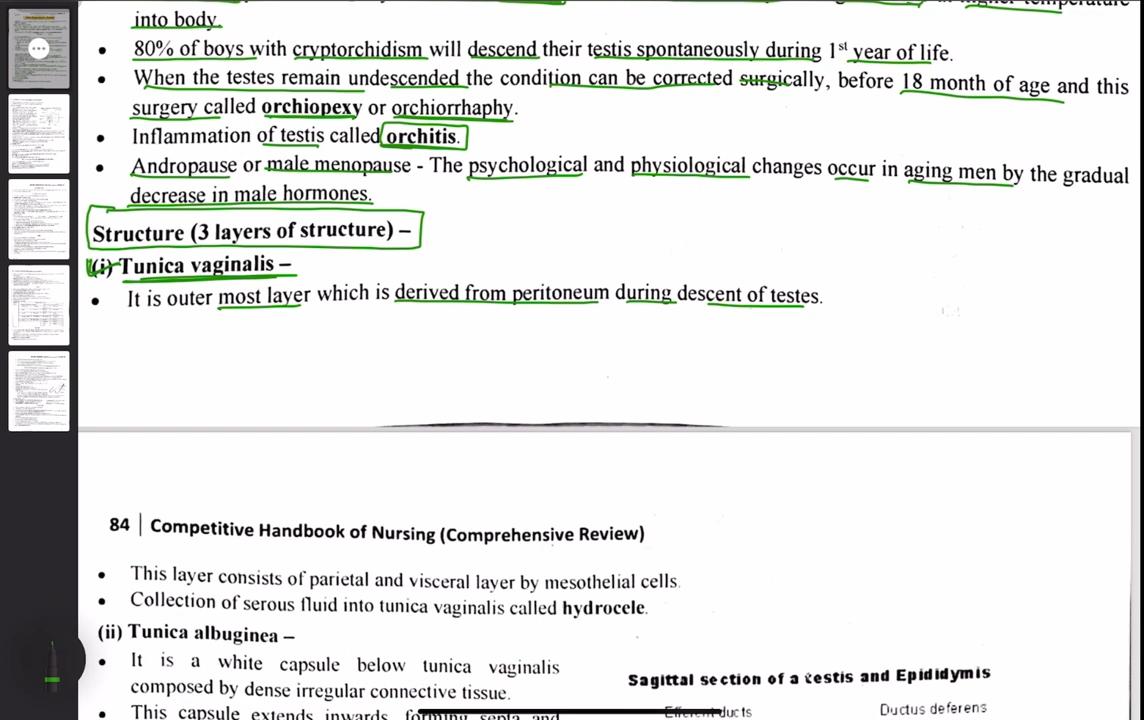 into body.
• 80% of boys with cryptorchidism will descend their testis spontaneously during 1st year of life.
• When the testes remain undescended the condition can be corrected surgically, before 18 month of age and this
surgery called orchiopexy or orchiorrhaphy.
• Inflammation of testis called orchitis.
• Andropause or male menopause - The psychological and physiological changes occur in aging men by the gradual
decrease in male hormones.
Structure (3 layers of structure) –
(i) Tunica vaginalis –
• It is outer most layer which is derived from peritoneum during descent of testes.
84 | Competitive Handbook of Nursing (Comprehensive Review)
• This layer consists of parietal and visceral layer by mesothelial cells.
• Collection of serous fluid into tunica vaginalis called hydrocele.
(ii) Tunica albuginea –
• It is a white capsule below tunica vaginalis
composed by dense irregular connective tissue.
• This capsule extends inwards forming septa and
Sagittal section of a testis and Epididymis
Ductus deferens